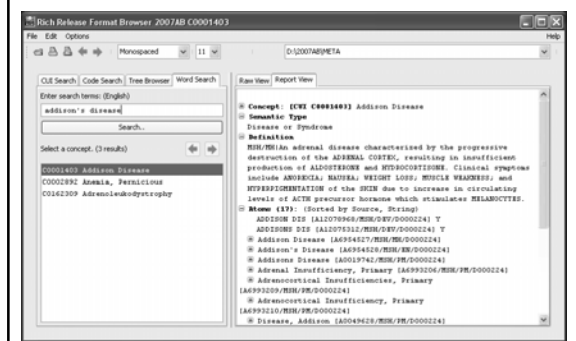 Rich Release Format Browser 2007AB C0001403
File Edit Options Help
Monospaced 11 D:\2007AB\META
CUI Search Code Search Tree Browser Word Search
Enter search terms: (English)
addison's disease
Search...
Select a concept. (3 results)
C0001403 Addison Disease
C0002892 Anemia, Pernicious
C0162309 Adrenoleukodystrophy
Raw View Report View
Concept: [CUI C0001403] Addison Disease
Semantic Type
Disease or Syndrome
Definition
MSH/MH|An adrenal disease characterized by the progressive
destruction of the ADRENAL CORTEX, resulting in insufficient
production of ALDOSTERONE and HYDROCORTISONE. Clinical symptoms
include ANOREXIA; NAUSEA; WEIGHT LOSS; MUSCLE WEAKNESS; and
HYPERPIGMENTATION of the SKIN due to increase in circulating
levels of ACTH precursor hormone which stimulates MELANOCYTES.
Atoms (17): (Sorted by Source, String)
ADDISON DIS [A12078968/MSH/DEV/D000224] Y
ADDISONS DIS [A12075312/MSH/DEV/D000224] Y
Addison Disease [A6954527/MSH/MH/D000224]
Addison's Disease [A6954528/MSH/EN/D000224]
Addisons Disease [A0019742/MSH/PM/D000224]
Adrenal Insufficiency, Primary [A6993206/MSH/PM/D000224]
Adrenocortical Insufficiencies, Primary
[A6993209/MSH/PM/D000224]
Adrenocortical Insufficiency, Primary
[A6993210/MSH/PM/D000224]
Disease, Addison [A0049628/MSH/PM/D000224]